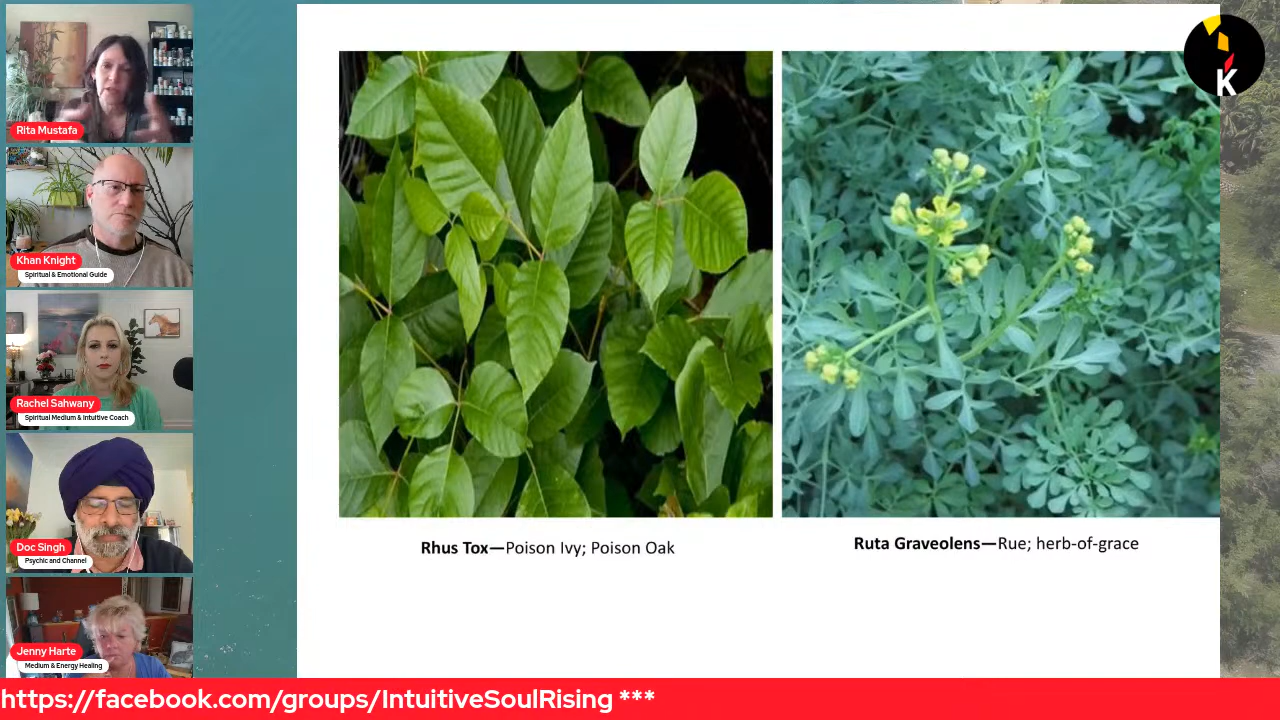 Rita Mustafa
Khan Knight
Spiritual & Emotional Guide
Rachel Sahwany
Spiritual Medium & Intuitive Coach
Doc Singh
Psychic and Channel
Jenny Harte
Medium & Energy Healing
K
Rhus Tox—Poison Ivy; Poison Oak
Ruta Graveolens—Rue; herb-of-grace
https://facebook.com/groups/IntuitiveSoulRising ***